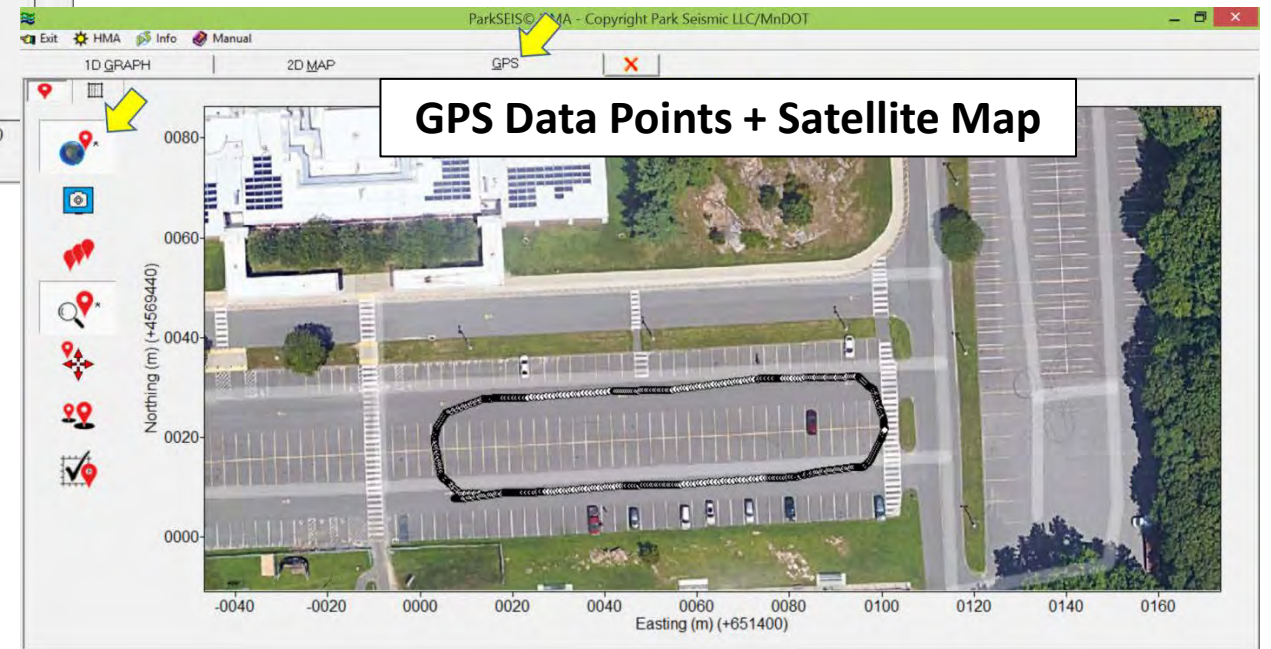 ParkSEIS© HMA - Copyright Park Seismic LLC/MnDOT
Exit HMA Info Manual
1D GRAPH 2D MAP GPS X
GPS Data Points + Satellite Map
Northing (m) (+4569440)
0080
0060
0040
0020
0000
-0040 -0020 0000 0020 0040 0060 0080 0100 0120 0140 0160
Easting (m) (+651400)